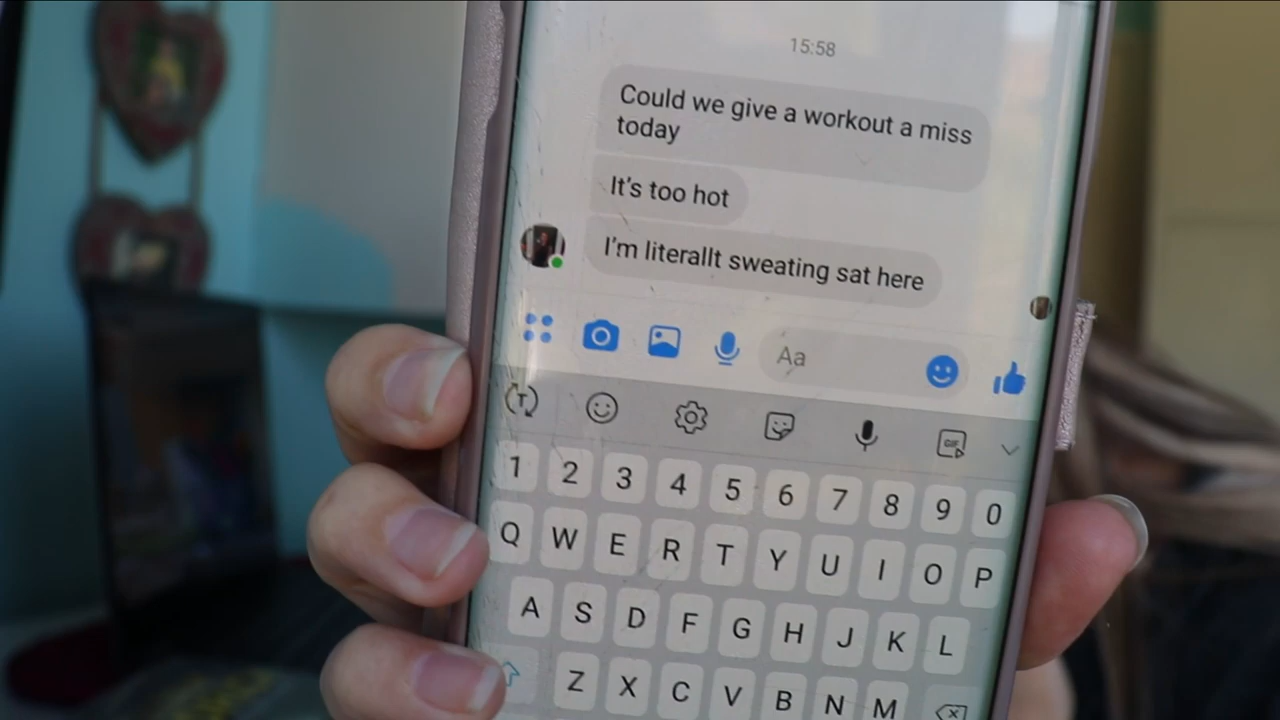 15:58
Could we give a workout a miss
today
It's too hot
I'm literallt sweating sat here
Aa
GIF
1 2 3 4 5 6 7 8 9 0
Q W E R T Y U I O P
A S D F G H J K L
Z X C V B N M